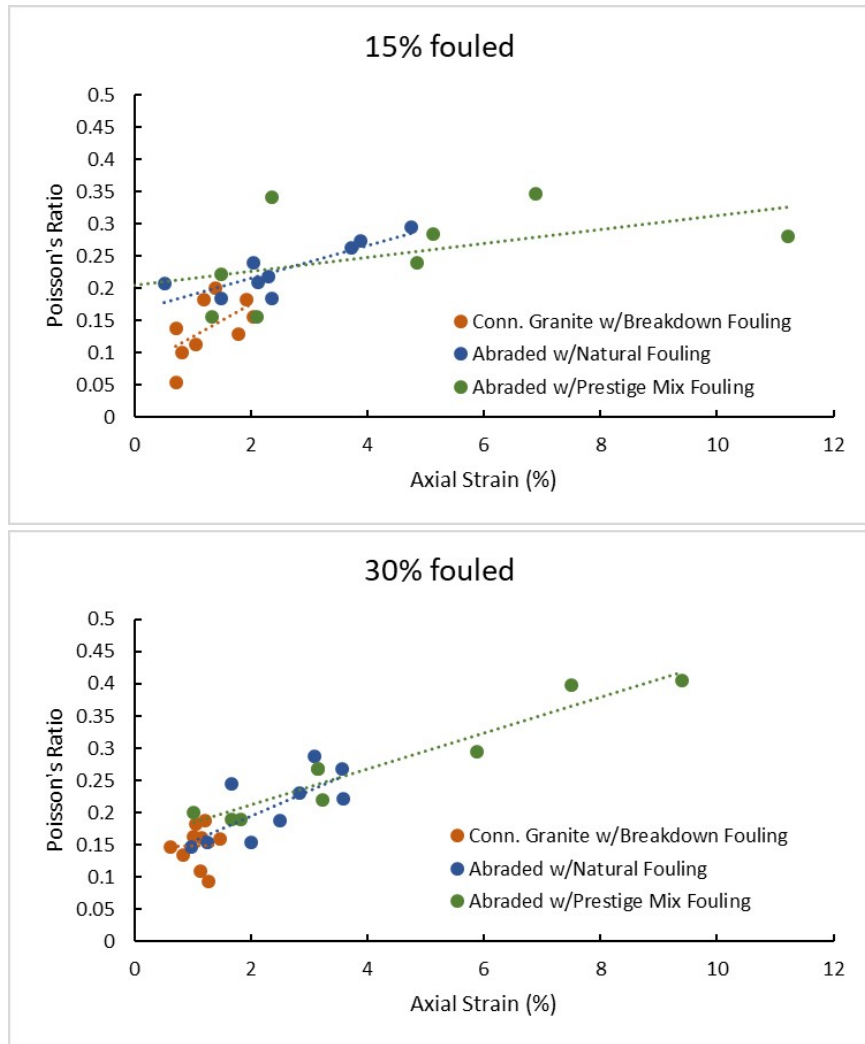 15% fouled
0.5
0.45
0.4
0.35
0.3
0.25
0.2
0.15
0.1
0.05
0
Poisson's Ratio
Conn. Granite w/Breakdown Fouling
Abraded w/Natural Fouling
Abraded w/Prestige Mix Fouling
0 2 4 6 8 10 12
Axial Strain (%)
30% fouled
0.5
0.45
0.4
0.35
0.3
0.25
0.2
0.15
0.1
0.05
0
Poisson's Ratio
Conn. Granite w/Breakdown Fouling
Abraded w/Natural Fouling
Abraded w/Prestige Mix Fouling
0 2 4 6 8 10 12
Axial Strain (%)